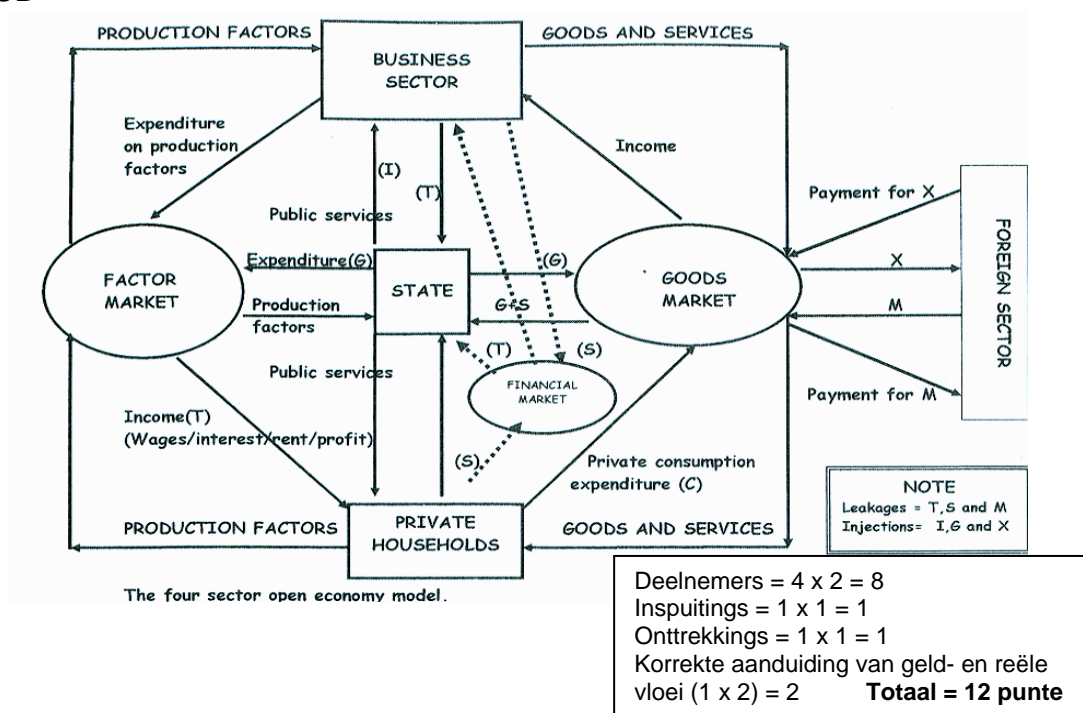 PRODUCTION FACTORS
GOODS AND SERVICES
BUSINESS
SECTOR
Expenditure
on production
factors
Income
(I)
(T)
Payment for X
Public services
FOREIGN SECTOR
FACTOR
MARKET
Expenditure(G)
STATE
(G)
GOODS
MARKET
X
Production
factors
G+S
M
(T)
(S)
Public services
FINANCIAL
MARKET
Payment for M
Income(T)
(Wages/interest/rent/profit)
(S)
Private consumption
expenditure (C)
NOTE
Leakages = T,S and M
Injections= I,G and X
PRODUCTION FACTORS
PRIVATE
HOUSEHOLDS
GOODS AND SERVICES
The four sector open economy model.
Deelnemers = 4 x 2 = 8
Inspuitings = 1 x 1 = 1
Onttrekkings = 1 x 1 = 1
Korrekte aanduiding van geld- en reële
vloei (1 x 2) = 2 Totaal = 12 punte